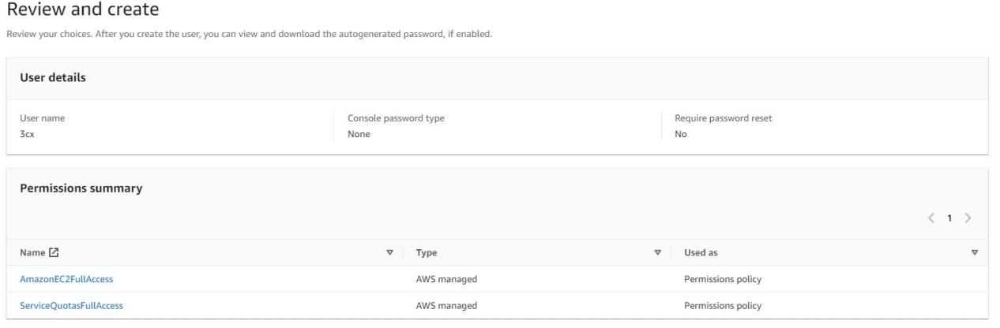 Review and create
Review your choices. After you create the user, you can view and download the autogenerated password, if enabled.
User details
User name
Console password type
Require password reset
3cx
None
No
Permissions summary
1
Name
Type
Used as
AmazonEC2FullAccess
AWS managed
Permissions policy
ServiceQuotasFullAccess
AWS managed
Permissions policy